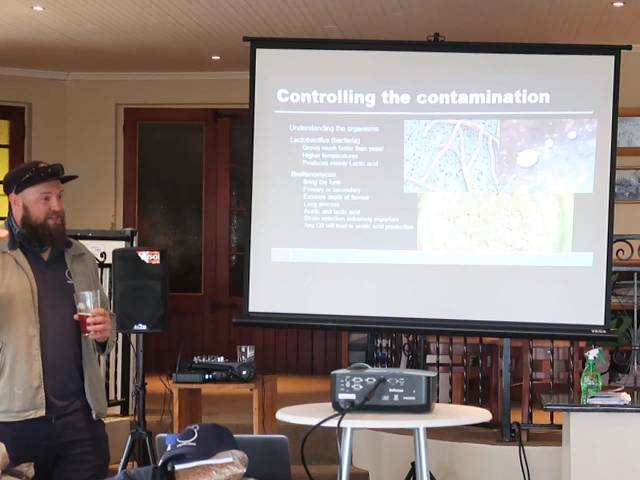 Controlling the contamination
Understanding the organisms
Lactobacillus (bacteria)
Grows much faster than yeast
Higher temperatures
Produces mainly Lactic acid
Brettanomyces
Bring the funk
Primary or secondary
Extreme depth of flavour
Long process
Acetic and lactic acid
Strain selection extremely important
Any O2 will lead to acetic acid production
VEGA
InFocus